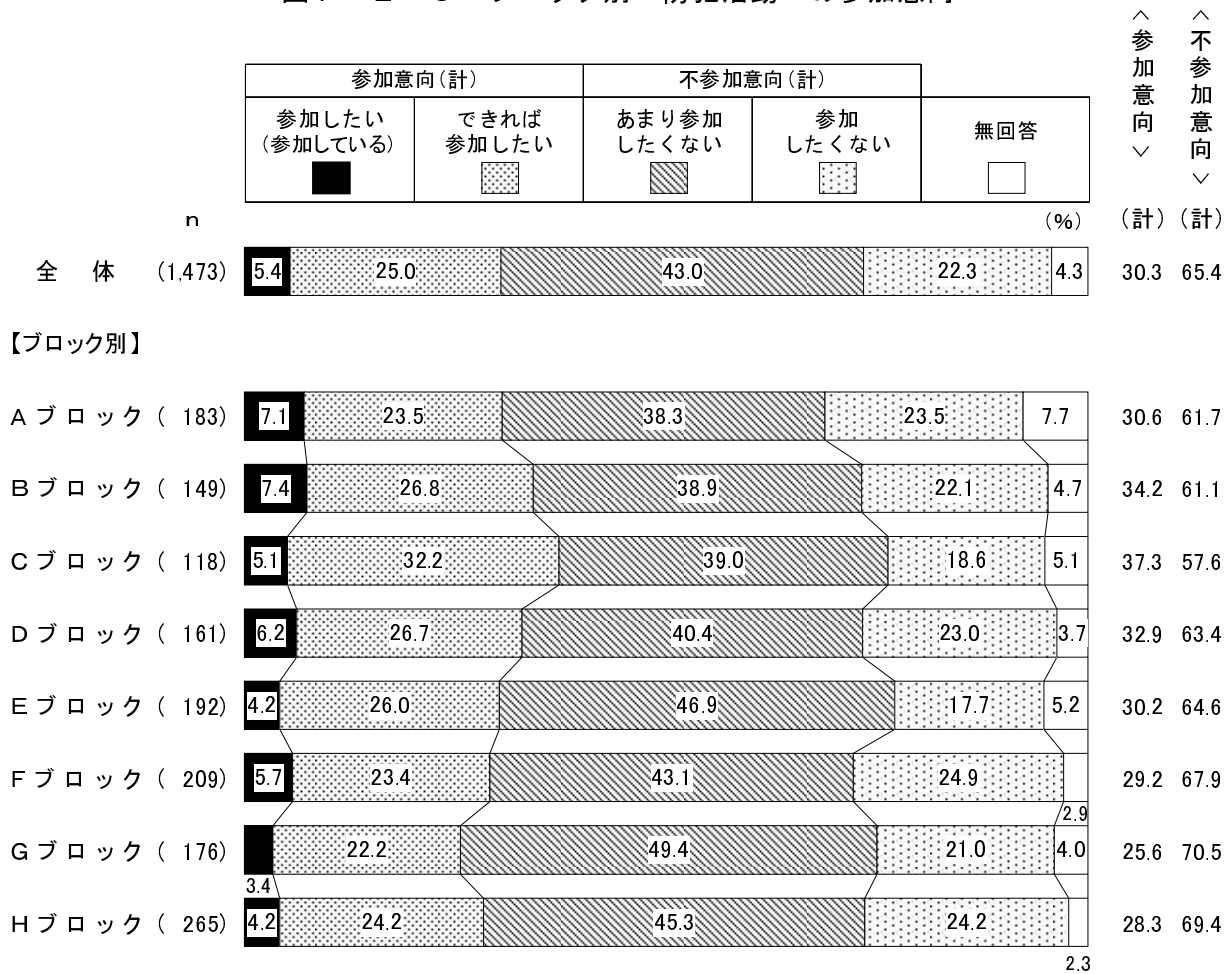 ＜参加意向＞ ＜不参加意向＞
参加意向(計) 不参加意向(計)
参加したい できれば あまり参加 参加 無回答
(参加している) 参加したい したくない したくない
n (%) (計) (計)
全 体 (1,473) 5.4 25.0 43.0 22.3 4.3 30.3 65.4
【ブロック別】
Aブロック( 183) 7.1 23.5 38.3 23.5 7.7 30.6 61.7
Bブロック( 149) 7.4 26.8 38.9 22.1 4.7 34.2 61.1
Cブロック( 118) 5.1 32.2 39.0 18.6 5.1 37.3 57.6
Dブロック( 161) 6.2 26.7 40.4 23.0 3.7 32.9 63.4
Eブロック( 192) 4.2 26.0 46.9 17.7 5.2 30.2 64.6
Fブロック( 209) 5.7 23.4 43.1 24.9 29.2 67.9
2.9
Gブロック( 176) 22.2 49.4 21.0 4.0 25.6 70.5
3.4
Hブロック( 265) 4.2 24.2 45.3 24.2 28.3 69.4
2.3